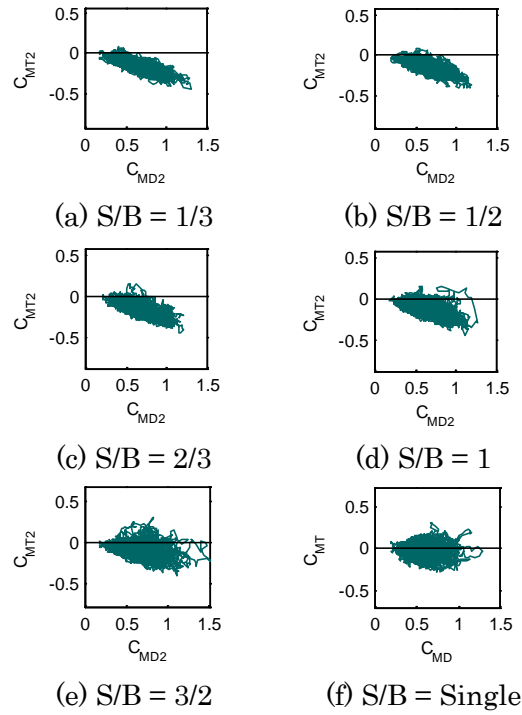 0.5
0
-0.5
C_MT2
0 0.5 1 1.5
C_MD2
(a) S/B = 1/3
0.5
0
-0.5
C_MT2
0 0.5 1 1.5
C_MD2
(b) S/B = 1/2
0.5
0
-0.5
C_MT2
0 0.5 1 1.5
C_MD2
(c) S/B = 2/3
0.5
0
-0.5
C_MT2
0 0.5 1 1.5
C_MD2
(d) S/B = 1
0.5
0
-0.5
C_MT2
0 0.5 1 1.5
C_MD2
(e) S/B = 3/2
0.5
0
-0.5
C_MT
0 0.5 1 1.5
C_MD
(f) S/B = Single